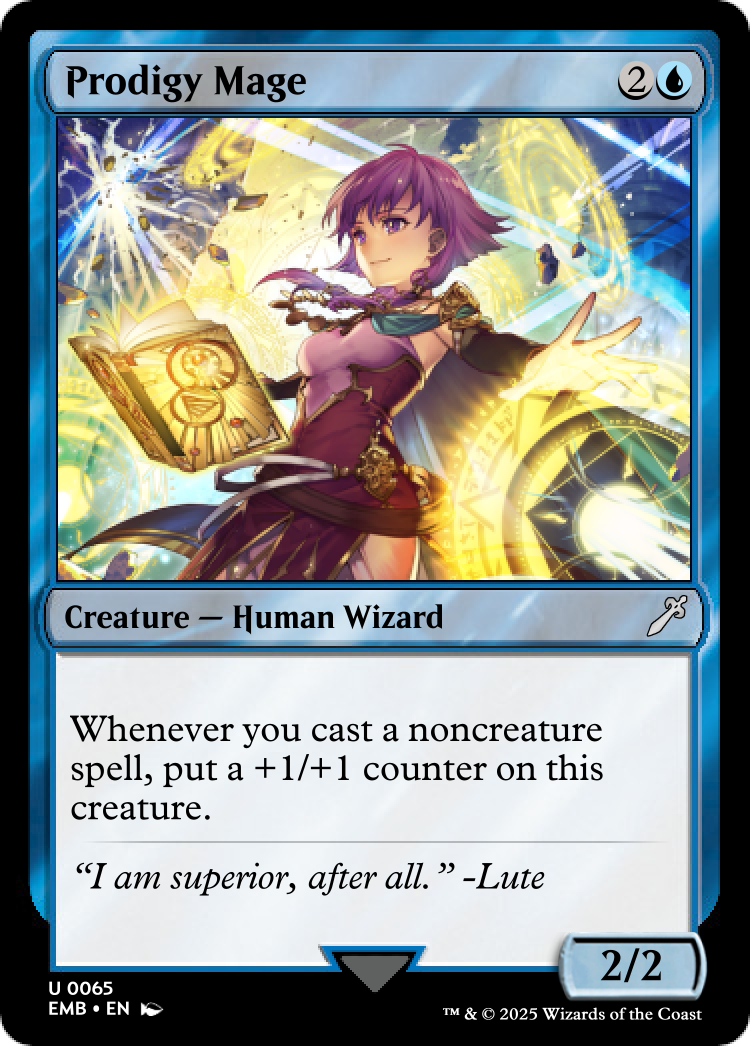 Prodigy Mage
2
Creature — Human Wizard
Whenever you cast a noncreature
spell, put a +1/+1 counter on this
creature.
“I am superior, after all.” -Lute
2/2
U 0065
EMB • EN
™ & © 2025 Wizards of the Coast